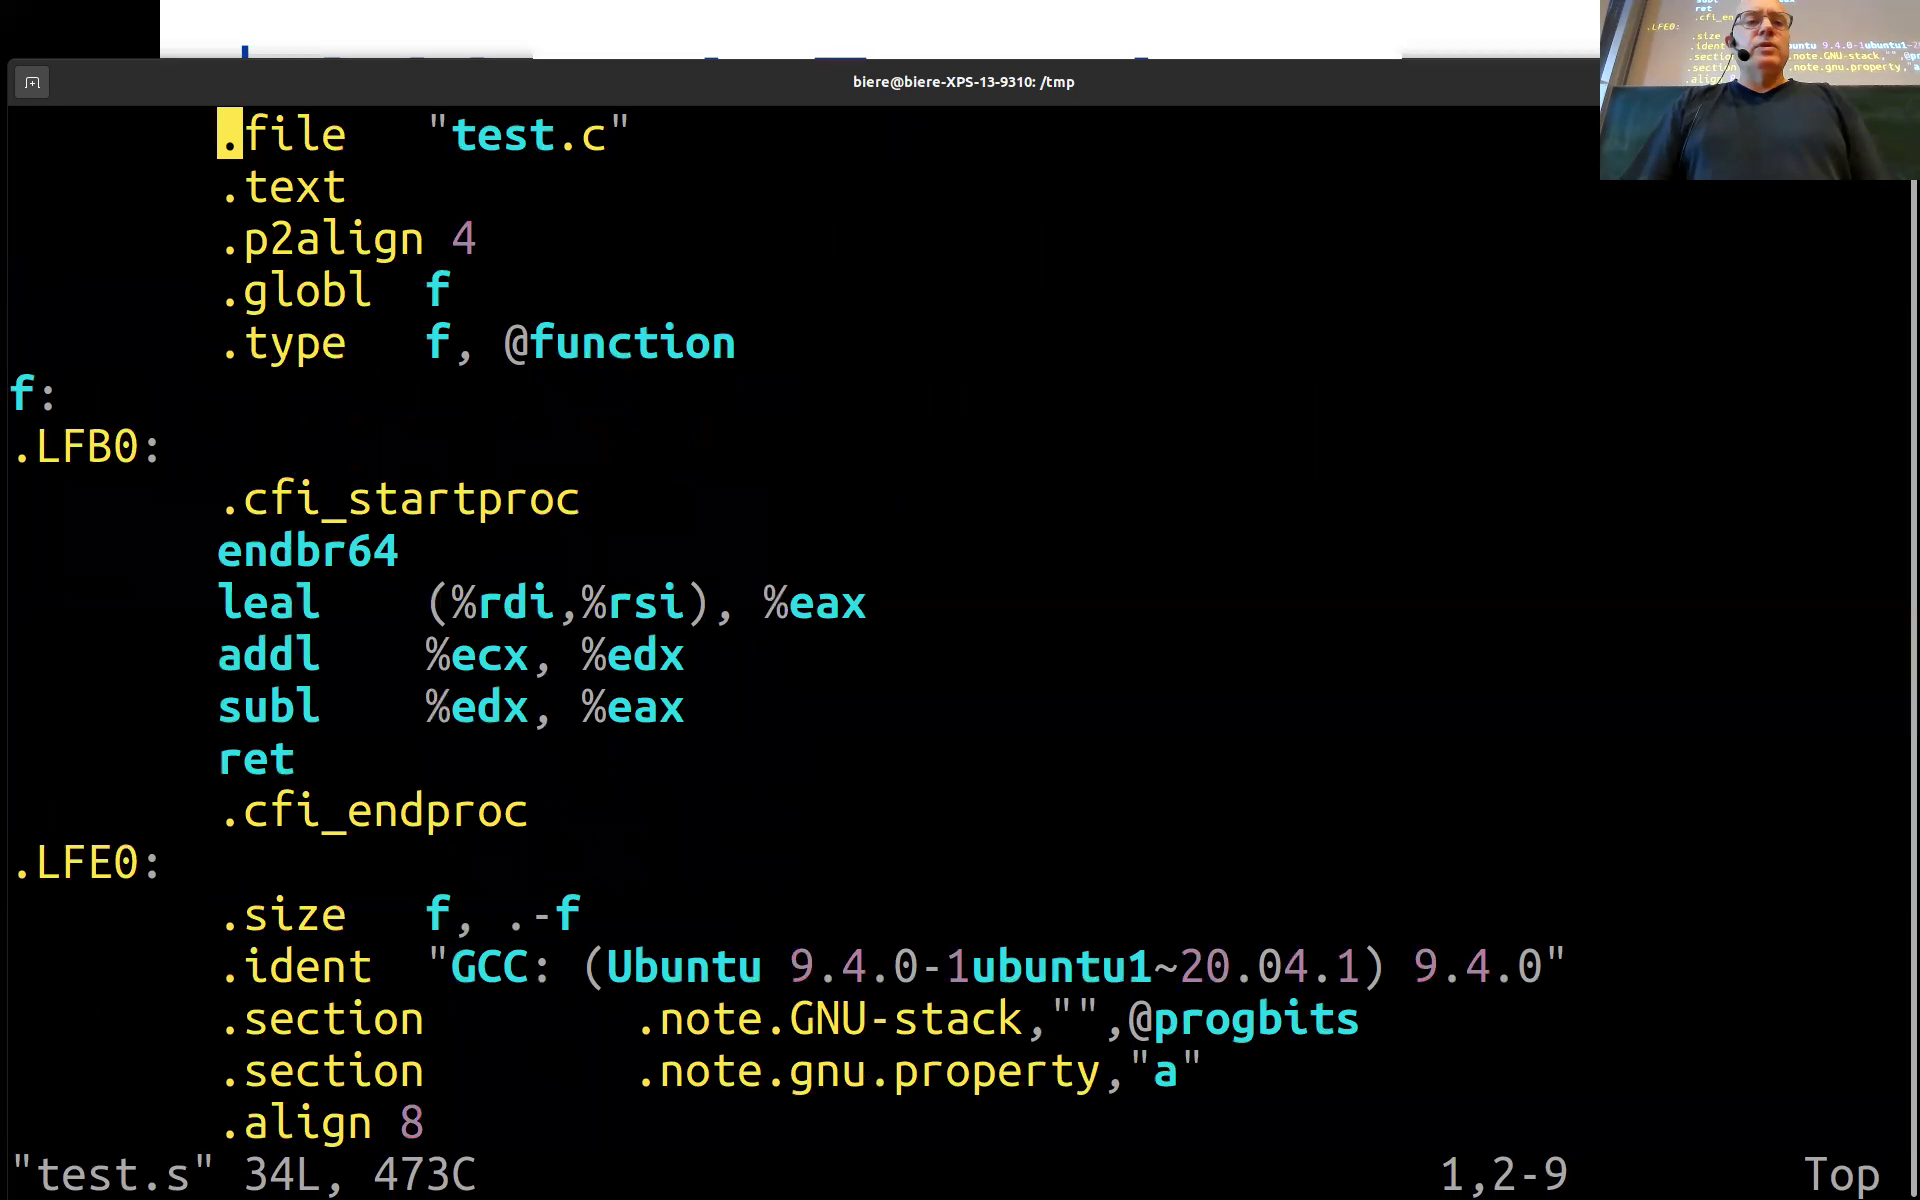 biere@biere-XPS-13-9310: /tmp
.file "test.c"
.text
.p2align 4
.globl f
.type f, @function
f:
.LFB0:
.cfi_startproc
endbr64
leal (%rdi,%rsi), %eax
addl %ecx, %edx
subl %edx, %eax
ret
.cfi_endproc
.LFE0:
.size f, .-f
.ident "GCC: (Ubuntu 9.4.0-1ubuntu1~20.04.1) 9.4.0"
.section .note.GNU-stack,"",@progbits
.section .note.gnu.property,"a"
.align 8
"test.s" 34L, 473C 1,2-9 Top